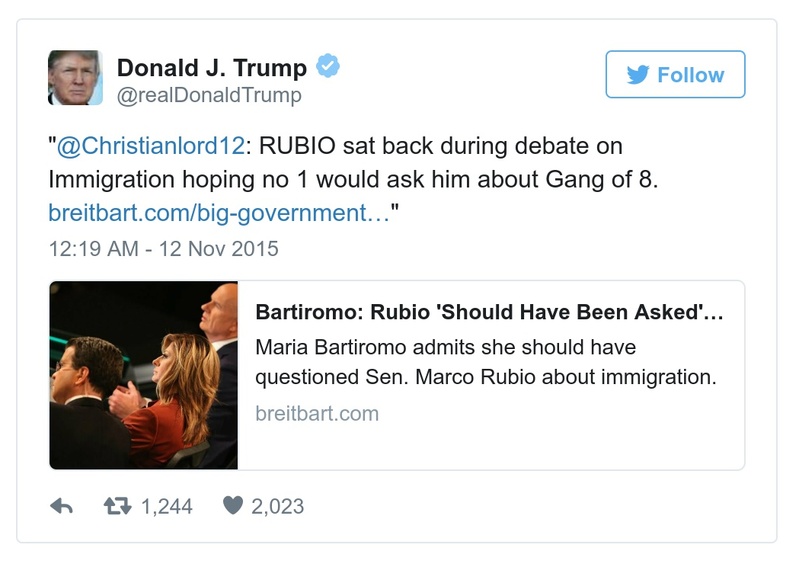 Donald J. Trump
@realDonaldTrump
Follow
"@Christianlord12: RUBIO sat back during debate on
Immigration hoping no 1 would ask him about Gang of 8.
breitbart.com/big-government…"
12:19 AM - 12 Nov 2015
Bartiromo: Rubio 'Should Have Been Asked'...
Maria Bartiromo admits she should have
questioned Sen. Marco Rubio about immigration.
breitbart.com
1,244
2,023